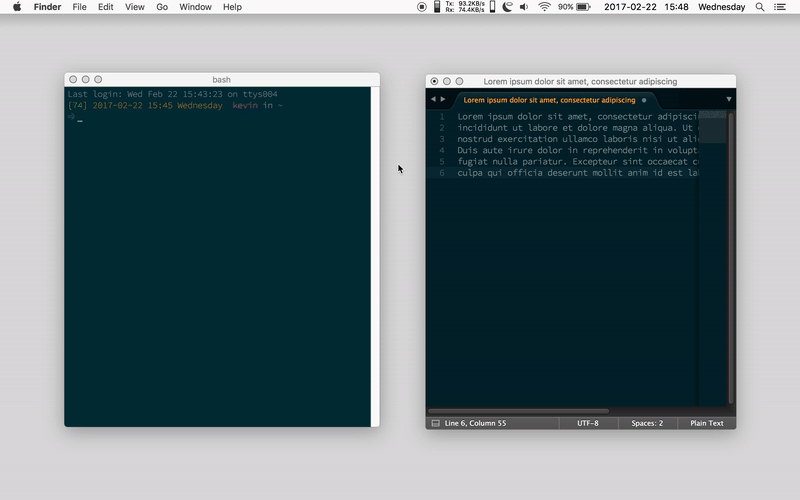 Finder File Edit View Go Window Help Tx: 93.2KB/s Rx: 74.4KB/s 90% 2017-02-22 15:48 Wednesday
bash
Last login: Wed Feb 22 15:43:23 on ttys004
[74] 2017-02-22 15:45 Wednesday kevin in ~
Lorem ipsum dolor sit amet, consectetur adipiscing
Lorem ipsum dolor sit amet, consectetur adipiscing
1 Lorem ipsum dolor sit amet, consectetur adipisci
2 incididunt ut labore et dolore magna aliqua. Ut
3 nostrud exercitation ullamco laboris nisi ut ali
4 Duis aute irure dolor in reprehenderit in volupt
5 fugiat nulla pariatur. Excepteur sint occaecat c
6 culpa qui officia deserunt mollit anim id est la
Line 6, Column 55 UTF-8 Spaces: 2 Plain Text